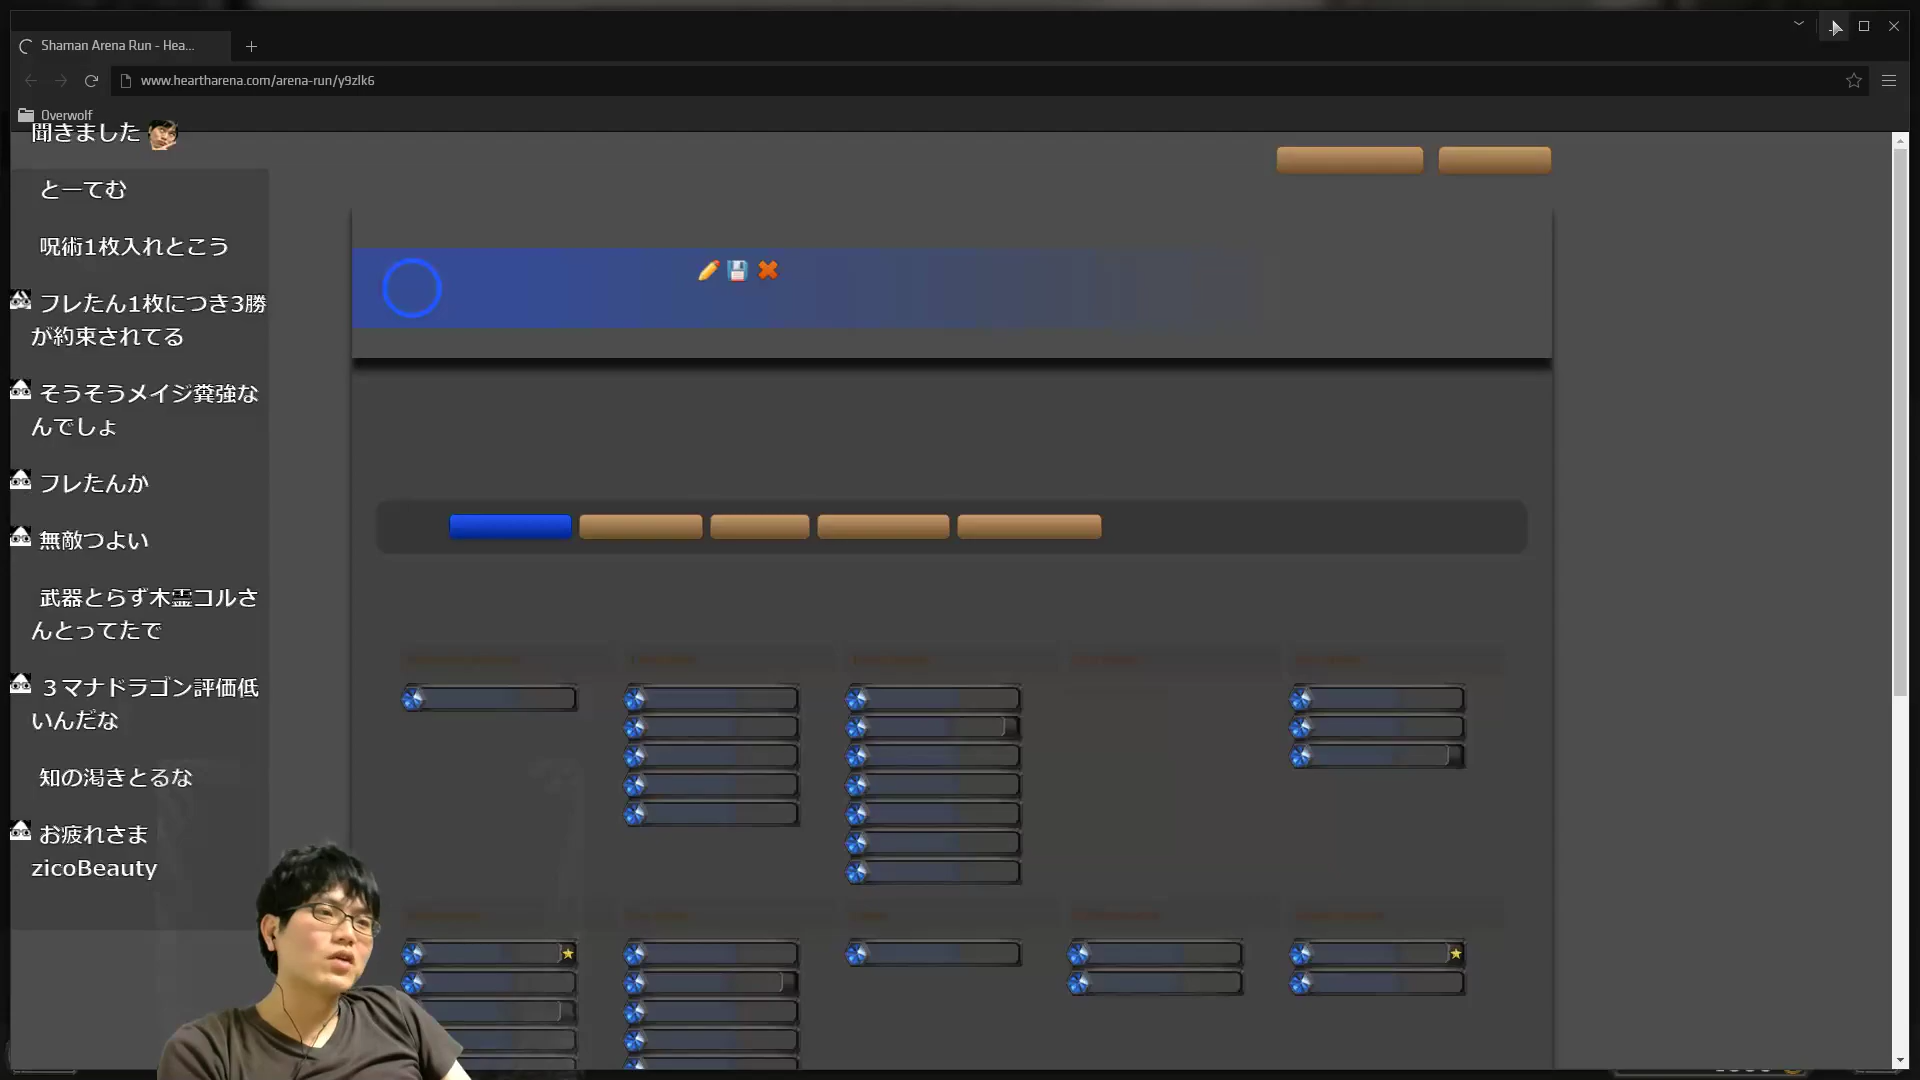 Shaman Arena Run - Hea...
www.heartharena.com/arena-run/y9zlk6
Overwolf
聞きました
とーてむ
呪術1枚入れとこう
フレたん1枚につき3勝
が約束されてる
そうそうメイジ糞強な
んでしょ
フレたんか
無敵つよい
武器とらず木霊コルさ
んとってたで
３マナドラゴン評価低
いんだな
知の渇きとるな
お疲れさま
zicoBeauty